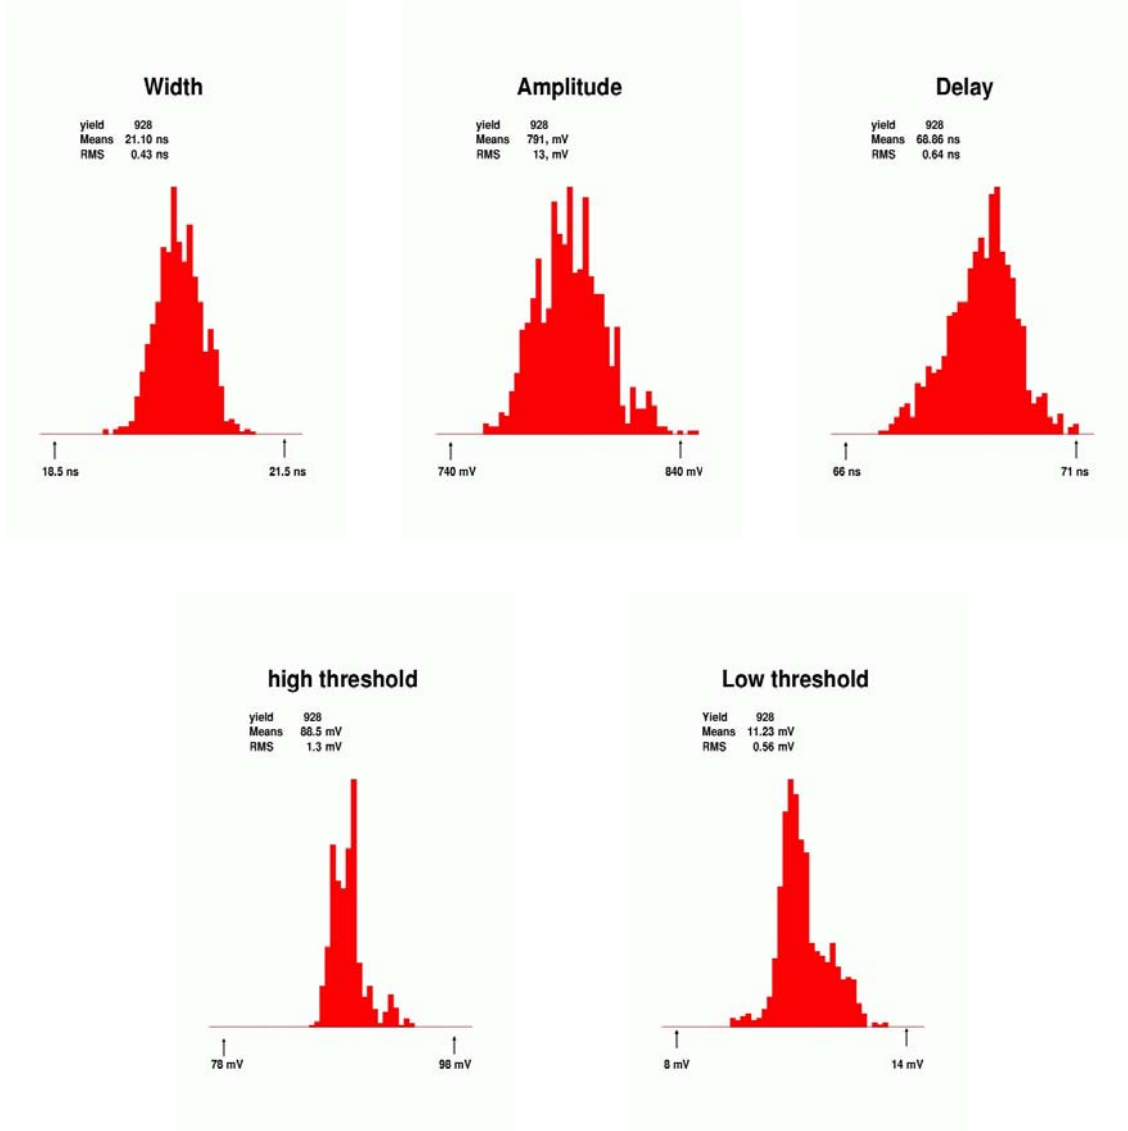 Width
yield 928
Means 21.10 ns
RMS 0.43 ns
18.5 ns 21.5 ns
Amplitude
yield 928
Means 791, mV
RMS 13, mV
740 mV 840 mV
Delay
yield 928
Means 68.86 ns
RMS 0.64 ns
66 ns 71 ns
high threshold
yield 928
Means 88.5 mV
RMS 1.3 mV
78 mV 98 mV
Low threshold
Yield 928
Means 11.23 mV
RMS 0.56 mV
8 mV 14 mV